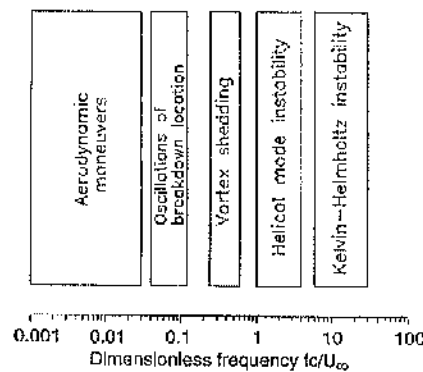 Aerodynamic
maneuvers
Oscillations of
breakdown location
Vortex shedding
Helical mode instability
Kelvin-Helmholtz instability
0.001 0.01 0.1 1 10 100
Dimensionless frequency fc/U∞